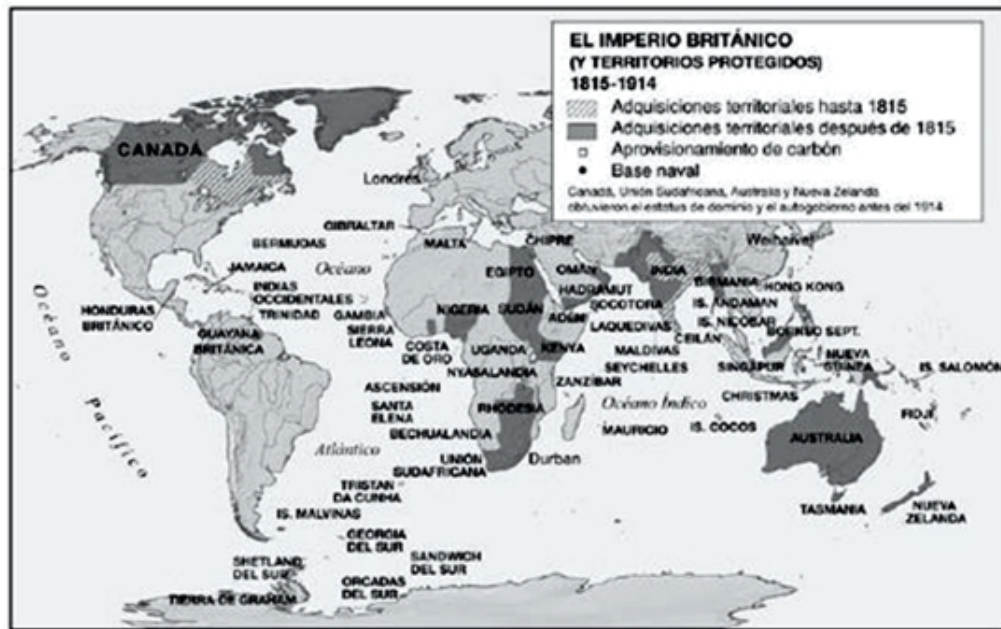 EL IMPERIO BRITÁNICO
(Y TERRITORIOS PROTEGIDOS)
1815-1914
Adquisiciones territoriales hasta 1815
Adquisiciones territoriales después de 1815
Aprovisionamiento de carbón
Base naval
Canadá, Unión Sudafricana, Australia y Nueva Zelanda
obtuvieron el estatus de dominio y el autogobierno antes del 1914
CANADÁ
Londres
GIBRALTAR
BERMUDAS
MALTA
CHIPRE
Weihaiwei
JAMAICA
Océano
EGIPTO
OMÁN
INDIA
BIRMANIA
HONG KONG
INDIAS
OCCIDENTALES
HADRAMUT
SOCOTORA
IS. ANDAMAN
HONDURAS
BRITÁNICO
TRINIDAD
GAMBIA
NIGERIA
SUDÁN
ADEN
LAQUEDIVAS
IS. NICOBAR
Océano
GUAYANA
BRITÁNICA
SIERRA
LEONA
COSTA
DE ORO
UGANDA
KENYA
MALDIVAS
CEILÁN
BORNEO SEPT.
NYASALANDIA
SEYCHELLES
SINGAPUR
NUEVA
GUINEA
IS. SALOMÓN
ASCENSIÓN
ZANZÍBAR
CHRISTMAS
pacífico
SANTA
ELENA
RHODESIA
Océano Índico
FIDJI
BECHUALANDIA
MAURICIO
IS. COCOS
AUSTRALIA
Atlántico
UNIÓN
SUDAFRICANA
Durban
TRISTAN
DA CUNHA
TASMANIA
NUEVA
ZELANDA
IS. MALVINAS
GEORGIA
DEL SUR
SHETLAND
DEL SUR
SANDWICH
DEL SUR
ORCADAS
DEL SUR
TIERRA DE GRAHAM